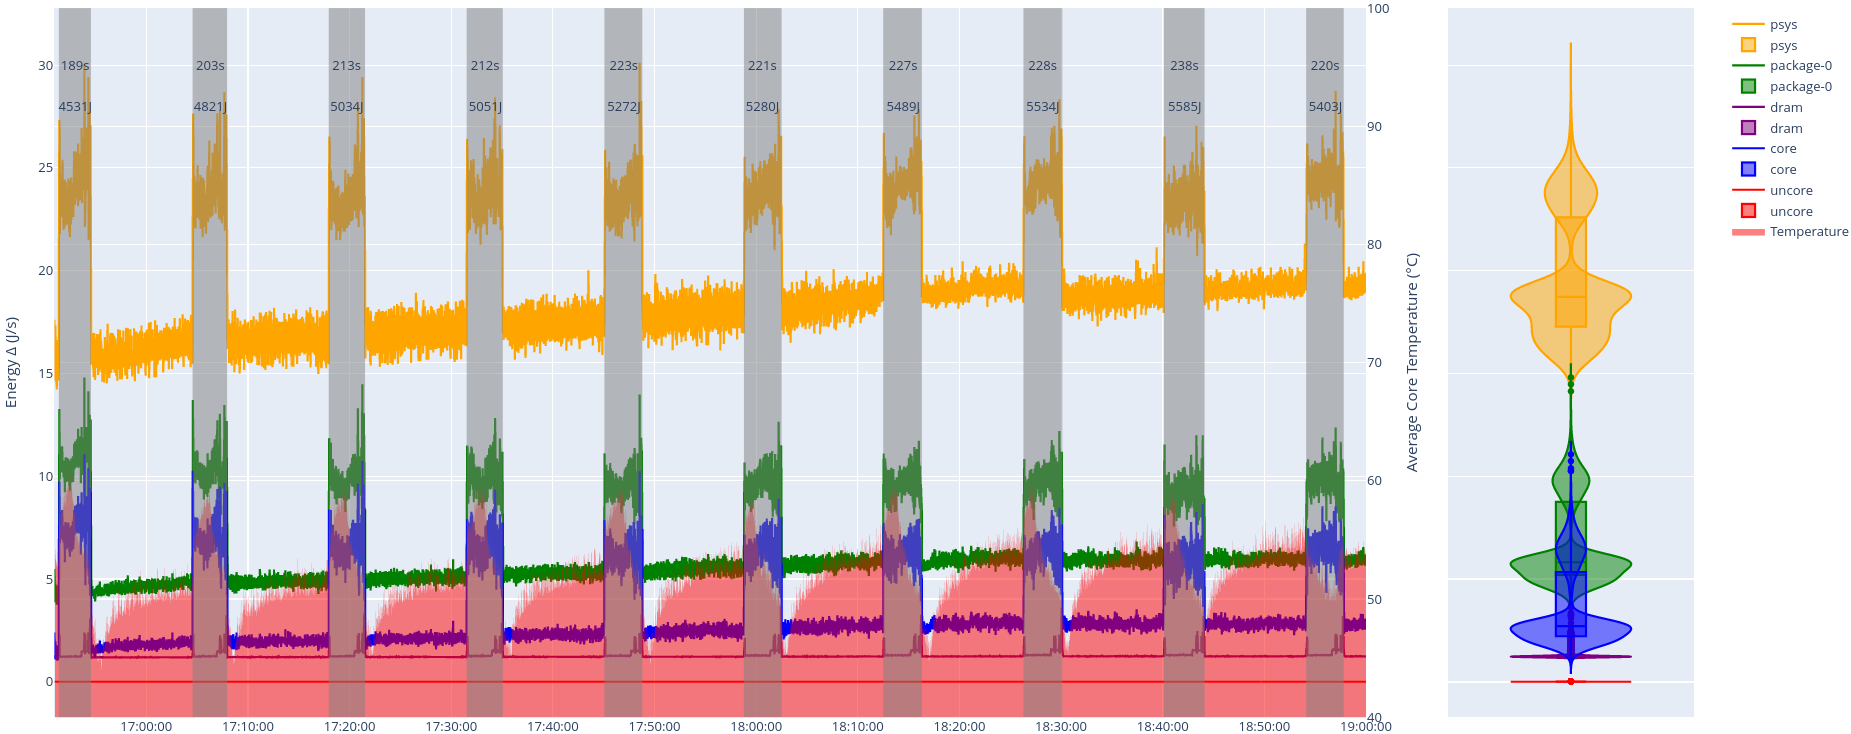 189s 203s 213s 212s 223s 221s 227s 228s 238s 220s
4531J 4821J 5034J 5051J 5272J 5280J 5489J 5534J 5585J 5403J
30
25
20
15
10
5
0
Energy Δ (J/s)
17:00:00 17:10:00 17:20:00 17:30:00 17:40:00 17:50:00 18:00:00 18:10:00 18:20:00 18:30:00 18:40:00 18:50:00 19:00:00
100
90
80
70
60
50
40
Average Core Temperature (°C)
psys
psys
package-0
package-0
dram
dram
core
core
uncore
uncore
Temperature